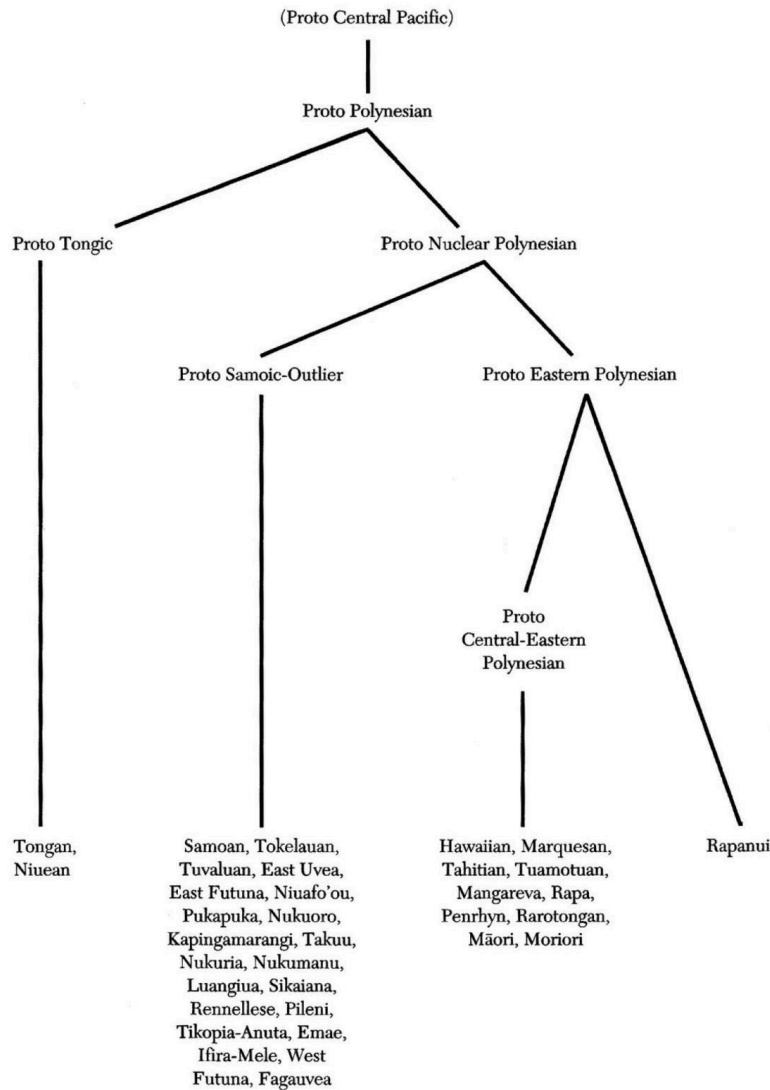 (Proto Central Pacific)
Proto Polynesian
Proto Tongic
Proto Nuclear Polynesian
Proto Samoic-Outlier
Proto Eastern Polynesian
Proto
Central-Eastern
Polynesian
Tongan,
Niuean
Samoan, Tokelauan,
Tuvaluan, East Uvea,
East Futuna, Niuafo'ou,
Pukapuka, Nukuoro,
Kapingamarangi, Takuu,
Nukuria, Nukumanu,
Luangiua, Sikaiana,
Rennellese, Pileni,
Tikopia-Anuta, Emae,
Ifira-Mele, West
Futuna, Fagauvea
Hawaiian, Marquesan,
Tahitian, Tuamotuan,
Mangareva, Rapa,
Penrhyn, Rarotongan,
Māori, Moriori
Rapanui